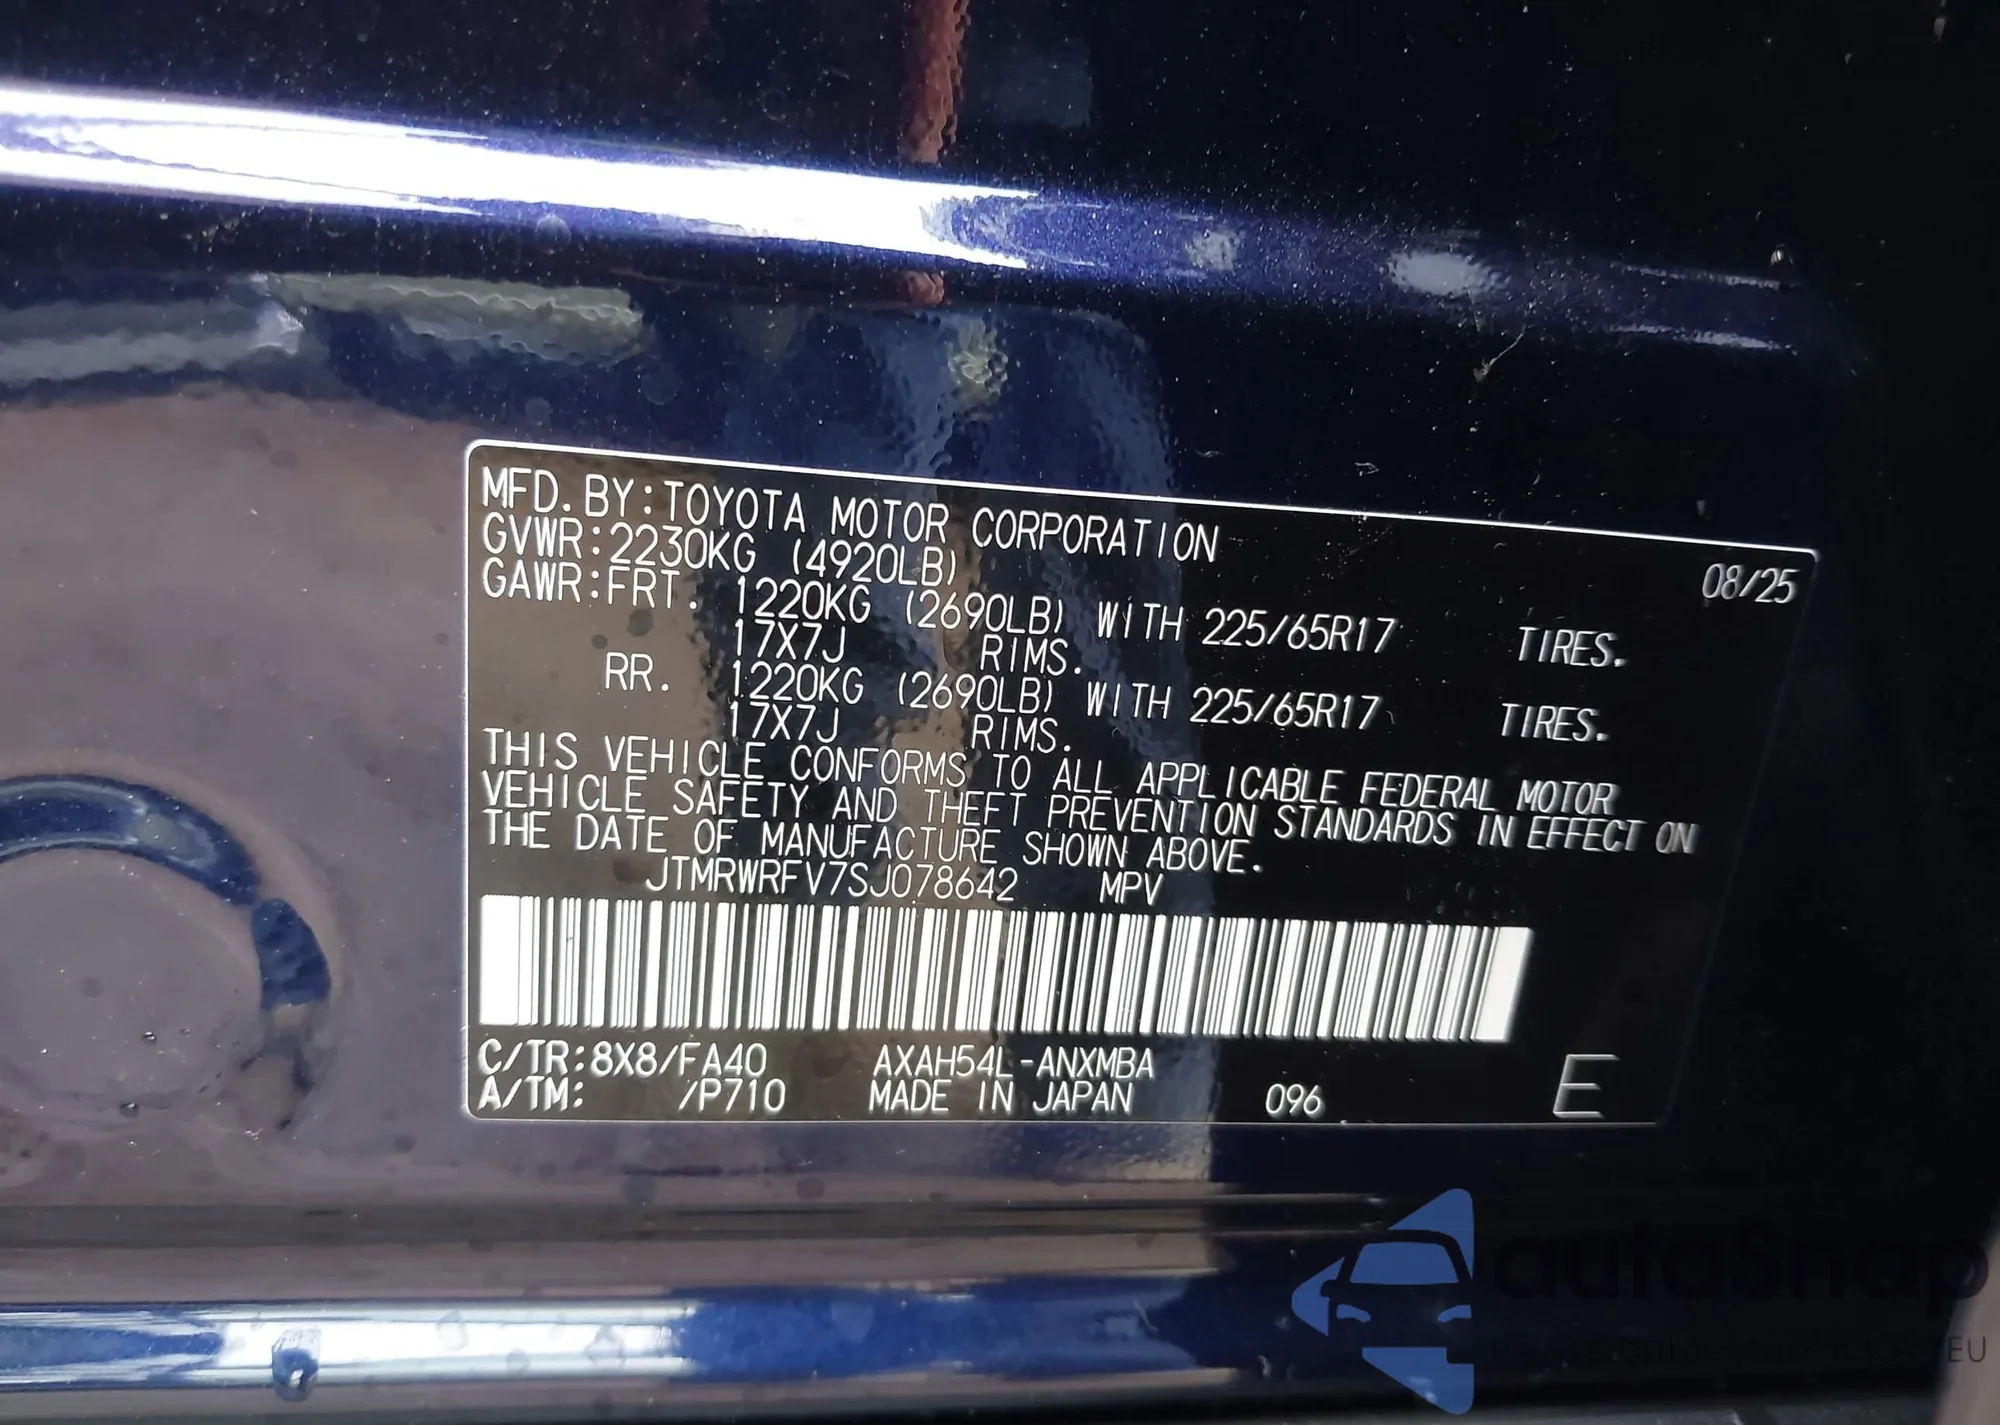 MFD. BY:TOYOTA MOTOR CORPORATION 08/25
GVWR:2230KG (4920LB)
GAWR:FRT. 1220KG (2690LB) WITH 225/65R17 TIRES.
17X7J RIMS.
RR. 1220KG (2690LB) WITH 225/65R17 TIRES.
17X7J RIMS.
THIS VEHICLE CONFORMS TO ALL APPLICABLE FEDERAL MOTOR
VEHICLE SAFETY AND THEFT PREVENTION STANDARDS IN EFFECT ON
THE DATE OF MANUFACTURE SHOWN ABOVE.
JTMRWRFV7SJ078642 MPV
C/TR:8X8/FA40 AXAH54L-ANXMBA
A/TM: /P710 MADE IN JAPAN 096 E
autoSnap